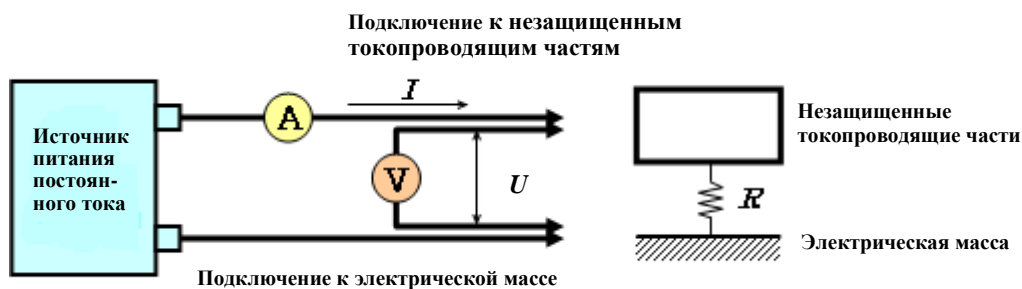 Подключение к незащищенным
токопроводящим частям
Источник
питания
постоян-
ного тока
A
I
V
U
Подключение к электрической массе
Незащищенные
токопроводящие части
R
Электрическая масса